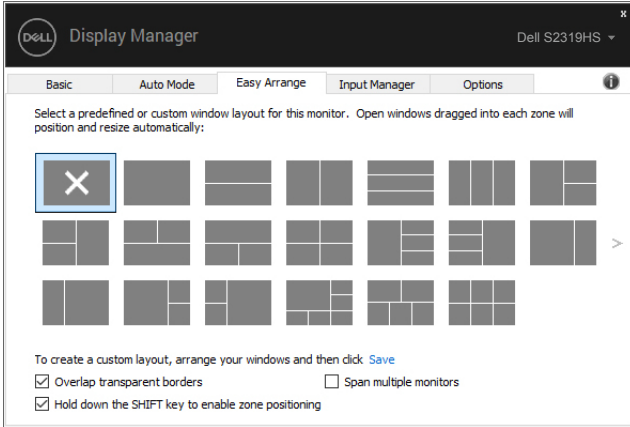 x
DELL Display Manager Dell S2319HS
Basic Auto Mode Easy Arrange Input Manager Options i
Select a predefined or custom window layout for this monitor. Open windows dragged into each zone will
position and resize automatically:
To create a custom layout, arrange your windows and then click Save
Overlap transparent borders Span multiple monitors
Hold down the SHIFT key to enable zone positioning